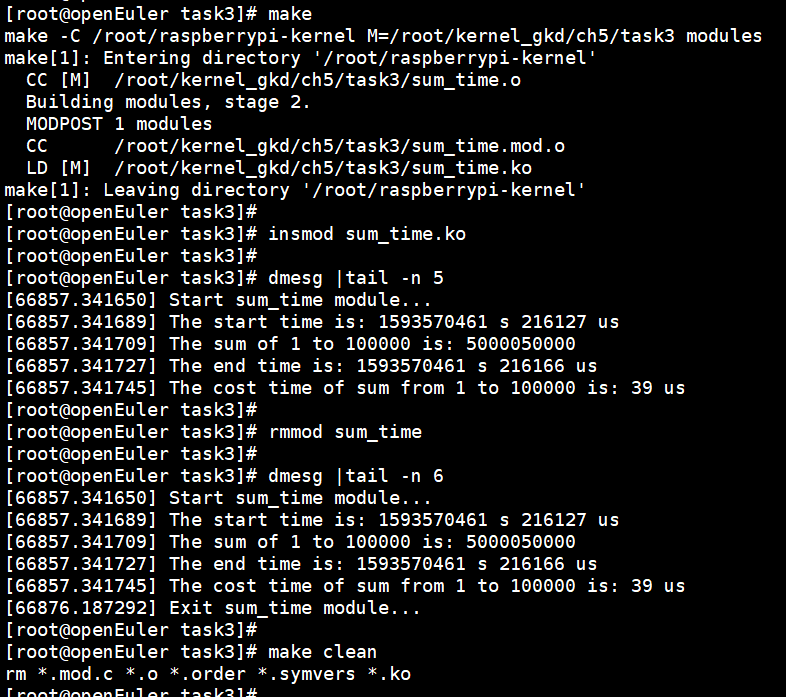 [root@openEuler task3]# make
make -C /root/raspberrypi-kernel M=/root/kernel_gkd/ch5/task3 modules
make[1]: Entering directory '/root/raspberrypi-kernel'
  CC [M]  /root/kernel_gkd/ch5/task3/sum_time.o
  Building modules, stage 2.
  MODPOST 1 modules
  CC      /root/kernel_gkd/ch5/task3/sum_time.mod.o
  LD [M]  /root/kernel_gkd/ch5/task3/sum_time.ko
make[1]: Leaving directory '/root/raspberrypi-kernel'
[root@openEuler task3]#
[root@openEuler task3]# insmod sum_time.ko
[root@openEuler task3]#
[root@openEuler task3]# dmesg |tail -n 5
[66857.341650] Start sum_time module...
[66857.341689] The start time is: 1593570461 s 216127 us
[66857.341709] The sum of 1 to 100000 is: 5000050000
[66857.341727] The end time is: 1593570461 s 216166 us
[66857.341745] The cost time of sum from 1 to 100000 is: 39 us
[root@openEuler task3]#
[root@openEuler task3]# rmmod sum_time
[root@openEuler task3]#
[root@openEuler task3]# dmesg |tail -n 6
[66857.341650] Start sum_time module...
[66857.341689] The start time is: 1593570461 s 216127 us
[66857.341709] The sum of 1 to 100000 is: 5000050000
[66857.341727] The end time is: 1593570461 s 216166 us
[66857.341745] The cost time of sum from 1 to 100000 is: 39 us
[66876.187292] Exit sum_time module...
[root@openEuler task3]#
[root@openEuler task3]# make clean
rm *.mod.c *.o *.order *.symvers *.ko
[root@openEuler task3]#